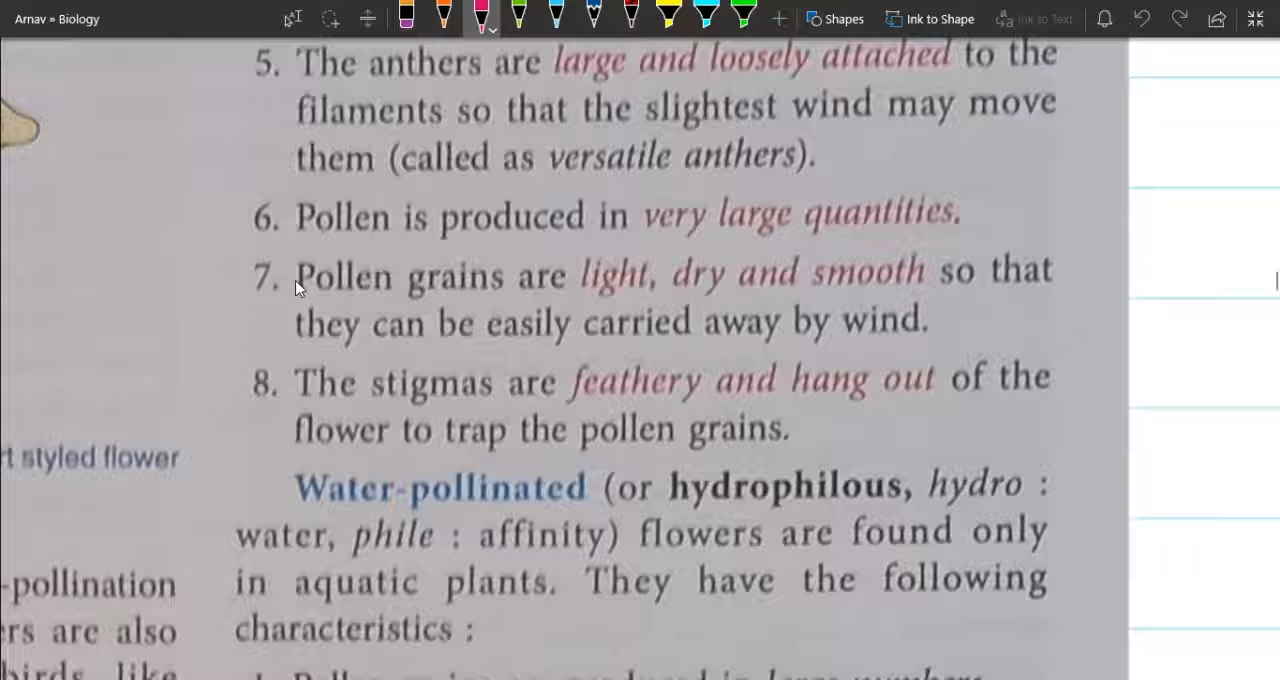 Arnav » Biology
Shapes
Ink to Shape
Ink to Text
5. The anthers are large and loosely attached to the
filaments so that the slightest wind may move
them (called as versatile anthers).
6. Pollen is produced in very large quantities.
7. Pollen grains are light, dry and smooth so that
they can be easily carried away by wind.
8. The stigmas are feathery and hang out of the
flower to trap the pollen grains.
styled flower
Water-pollinated (or hydrophilous, hydro :
water, phile : affinity) flowers are found only
in aquatic plants. They have the following
characteristics :
-pollination
are also